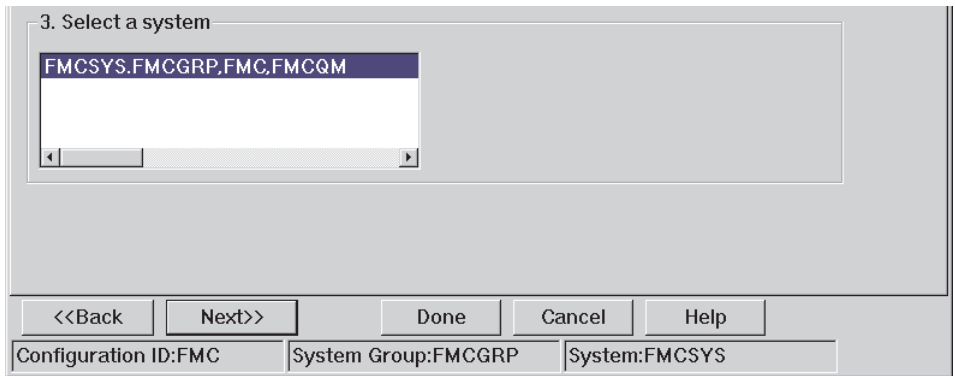 3. Select a system
FMCSYS.FMCGRP,FMC,FMCQM
<<Back Next>> Done Cancel Help
Configuration ID:FMC System Group:FMCGRP System:FMCSYS